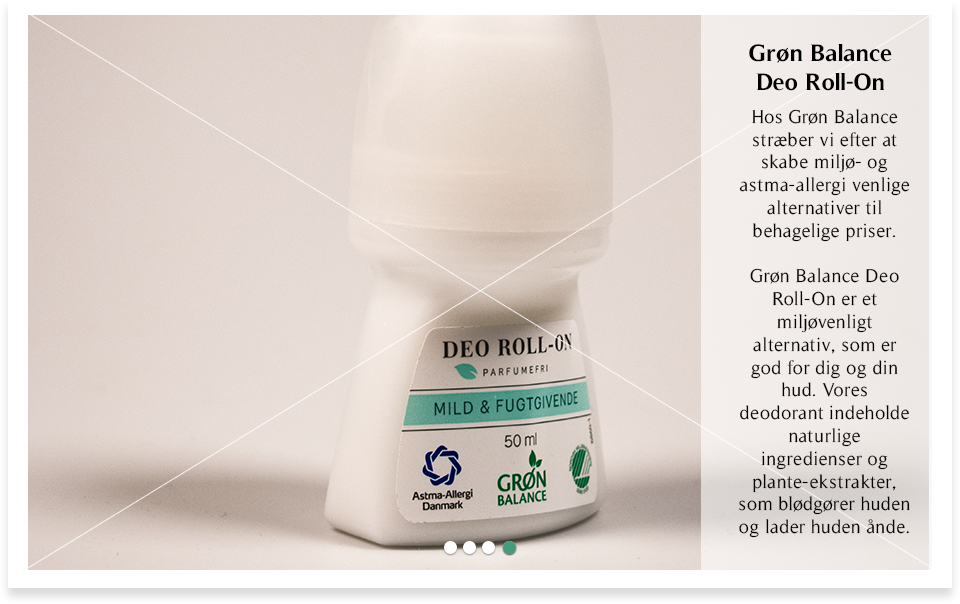 DEO ROLL-ON
PARFUMEFRI
MILD & FUGTGIVENDE
50 ml
Astma-Allergi
Danmark
GRØN
BALANCE
Grøn Balance
Deo Roll-On
Hos Grøn Balance
stræber vi efter at
skabe miljø- og
astma-allergi venlige
alternativer til
behagelige priser.
Grøn Balance Deo
Roll-On er et
miljøvenligt
alternativ, som er
god for dig og din
hud. Vores
deodorant indeholde
naturlige
ingredienser og
plante-ekstrakter,
som blødgører huden
og lader huden ånde.